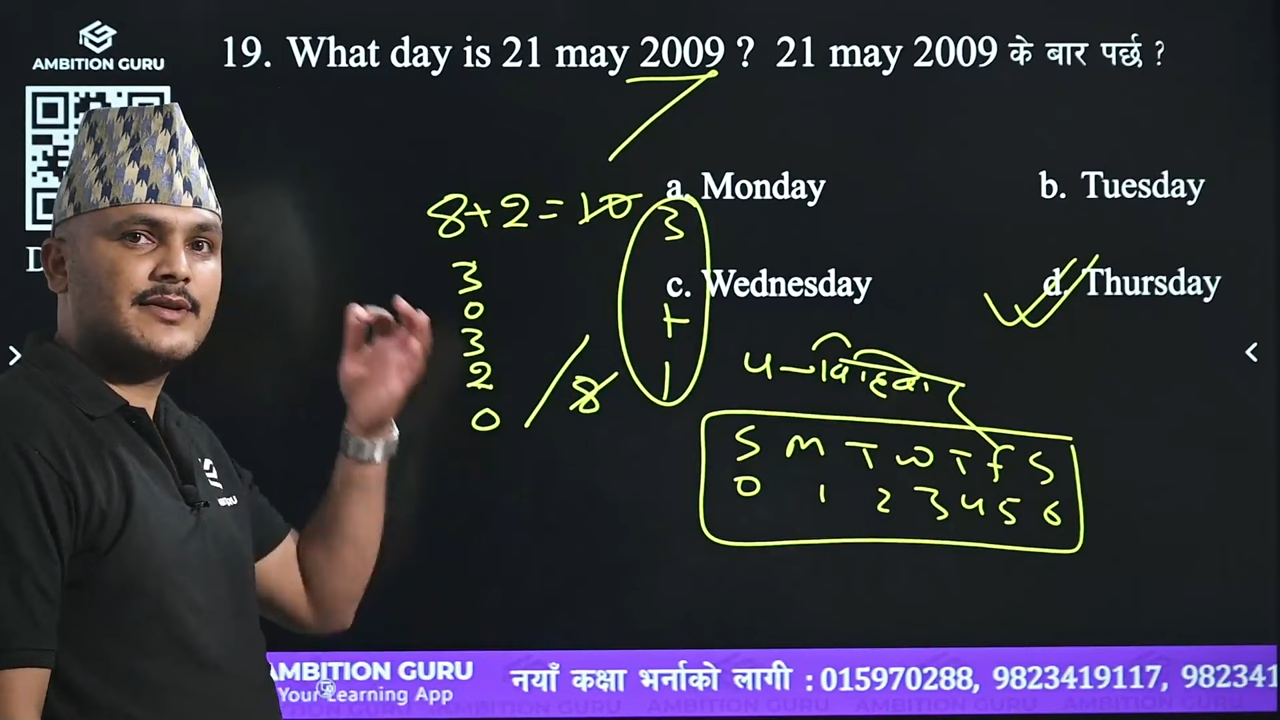 AMBITION GURU
19. What day is 21 may 2009 ? 21 may 2009 के बार पर्छ ?
a. Monday
b. Tuesday
8+2=10
3
3
0
3
2
0
c. Wednesday
d. Thursday
+
8
1
४ – विहिवार
S M T W T F S
0 1 2 3 4 5 6
AMBITION GURU
Your Learning App
नयाँ कक्षा भर्नाको लागी : 015970288, 9823419117, 982341